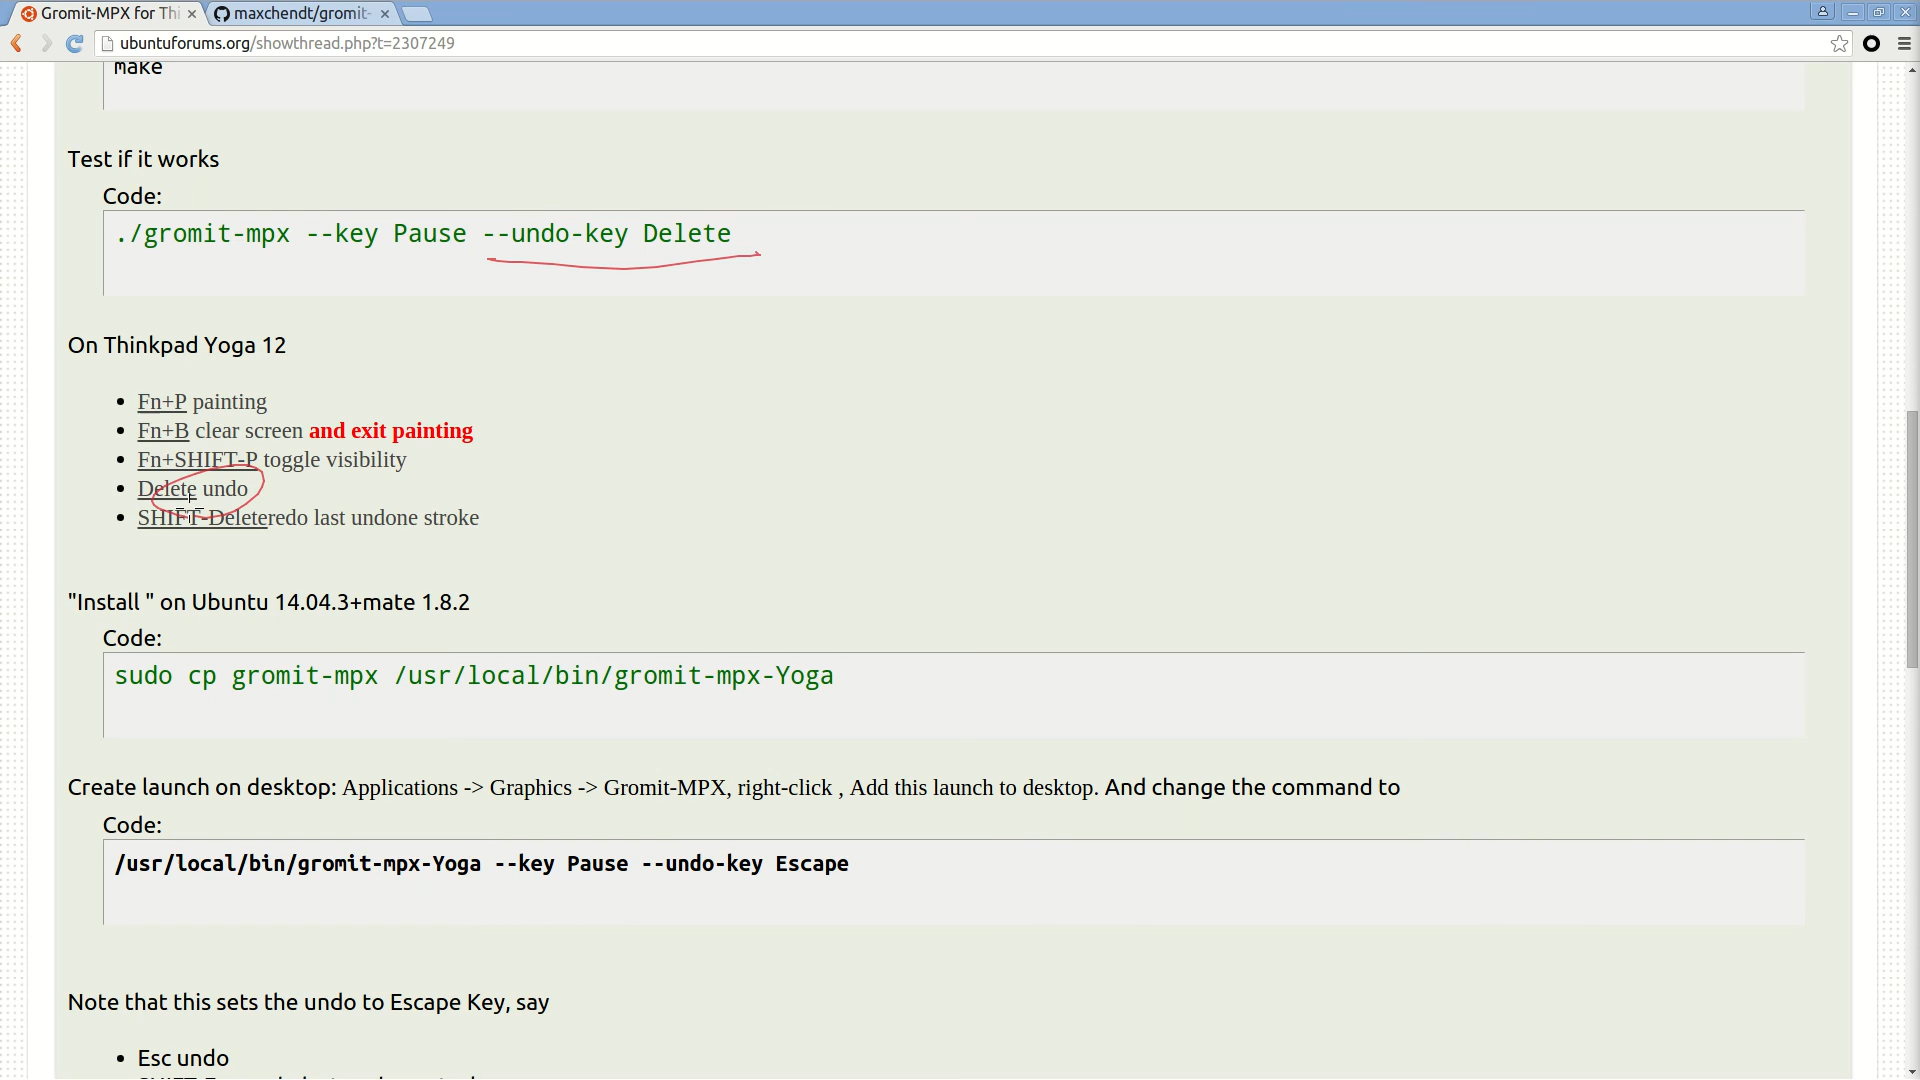 Gromit-MPX for Thi
maxchendt/gromit-
ubuntuforums.org/showthread.php?t=2307249
make
Test if it works
Code:
./gromit-mpx --key Pause --undo-key Delete
On Thinkpad Yoga 12
Fn+P painting
Fn+B clear screen and exit painting
Fn+SHIFT-P toggle visibility
Delete undo
SHIFT-Deleteredo last undone stroke
"Install " on Ubuntu 14.04.3+mate 1.8.2
Code:
sudo cp gromit-mpx /usr/local/bin/gromit-mpx-Yoga
Create launch on desktop: Applications -> Graphics -> Gromit-MPX, right-click , Add this launch to desktop. And change the command to
Code:
/usr/local/bin/gromit-mpx-Yoga --key Pause --undo-key Escape
Note that this sets the undo to Escape Key, say
Esc undo